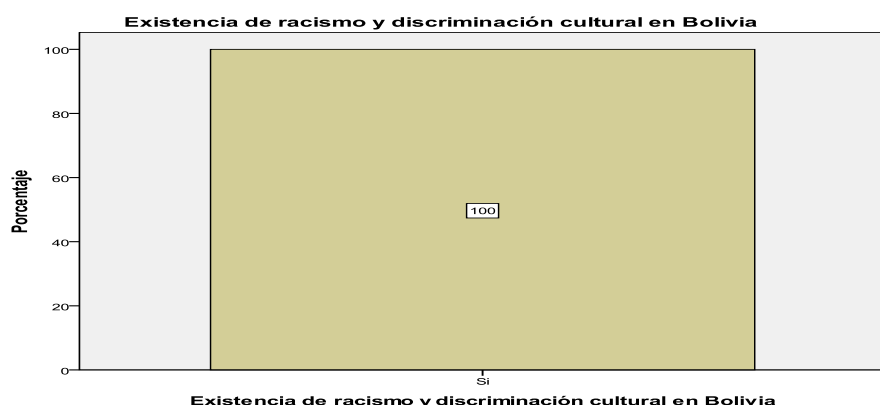 Existencia de racismo y discriminación cultural en Bolivia
100
80
60
40
20
0
Porcentaje
100
Si
Existencia de racismo y discriminación cultural en Bolivia